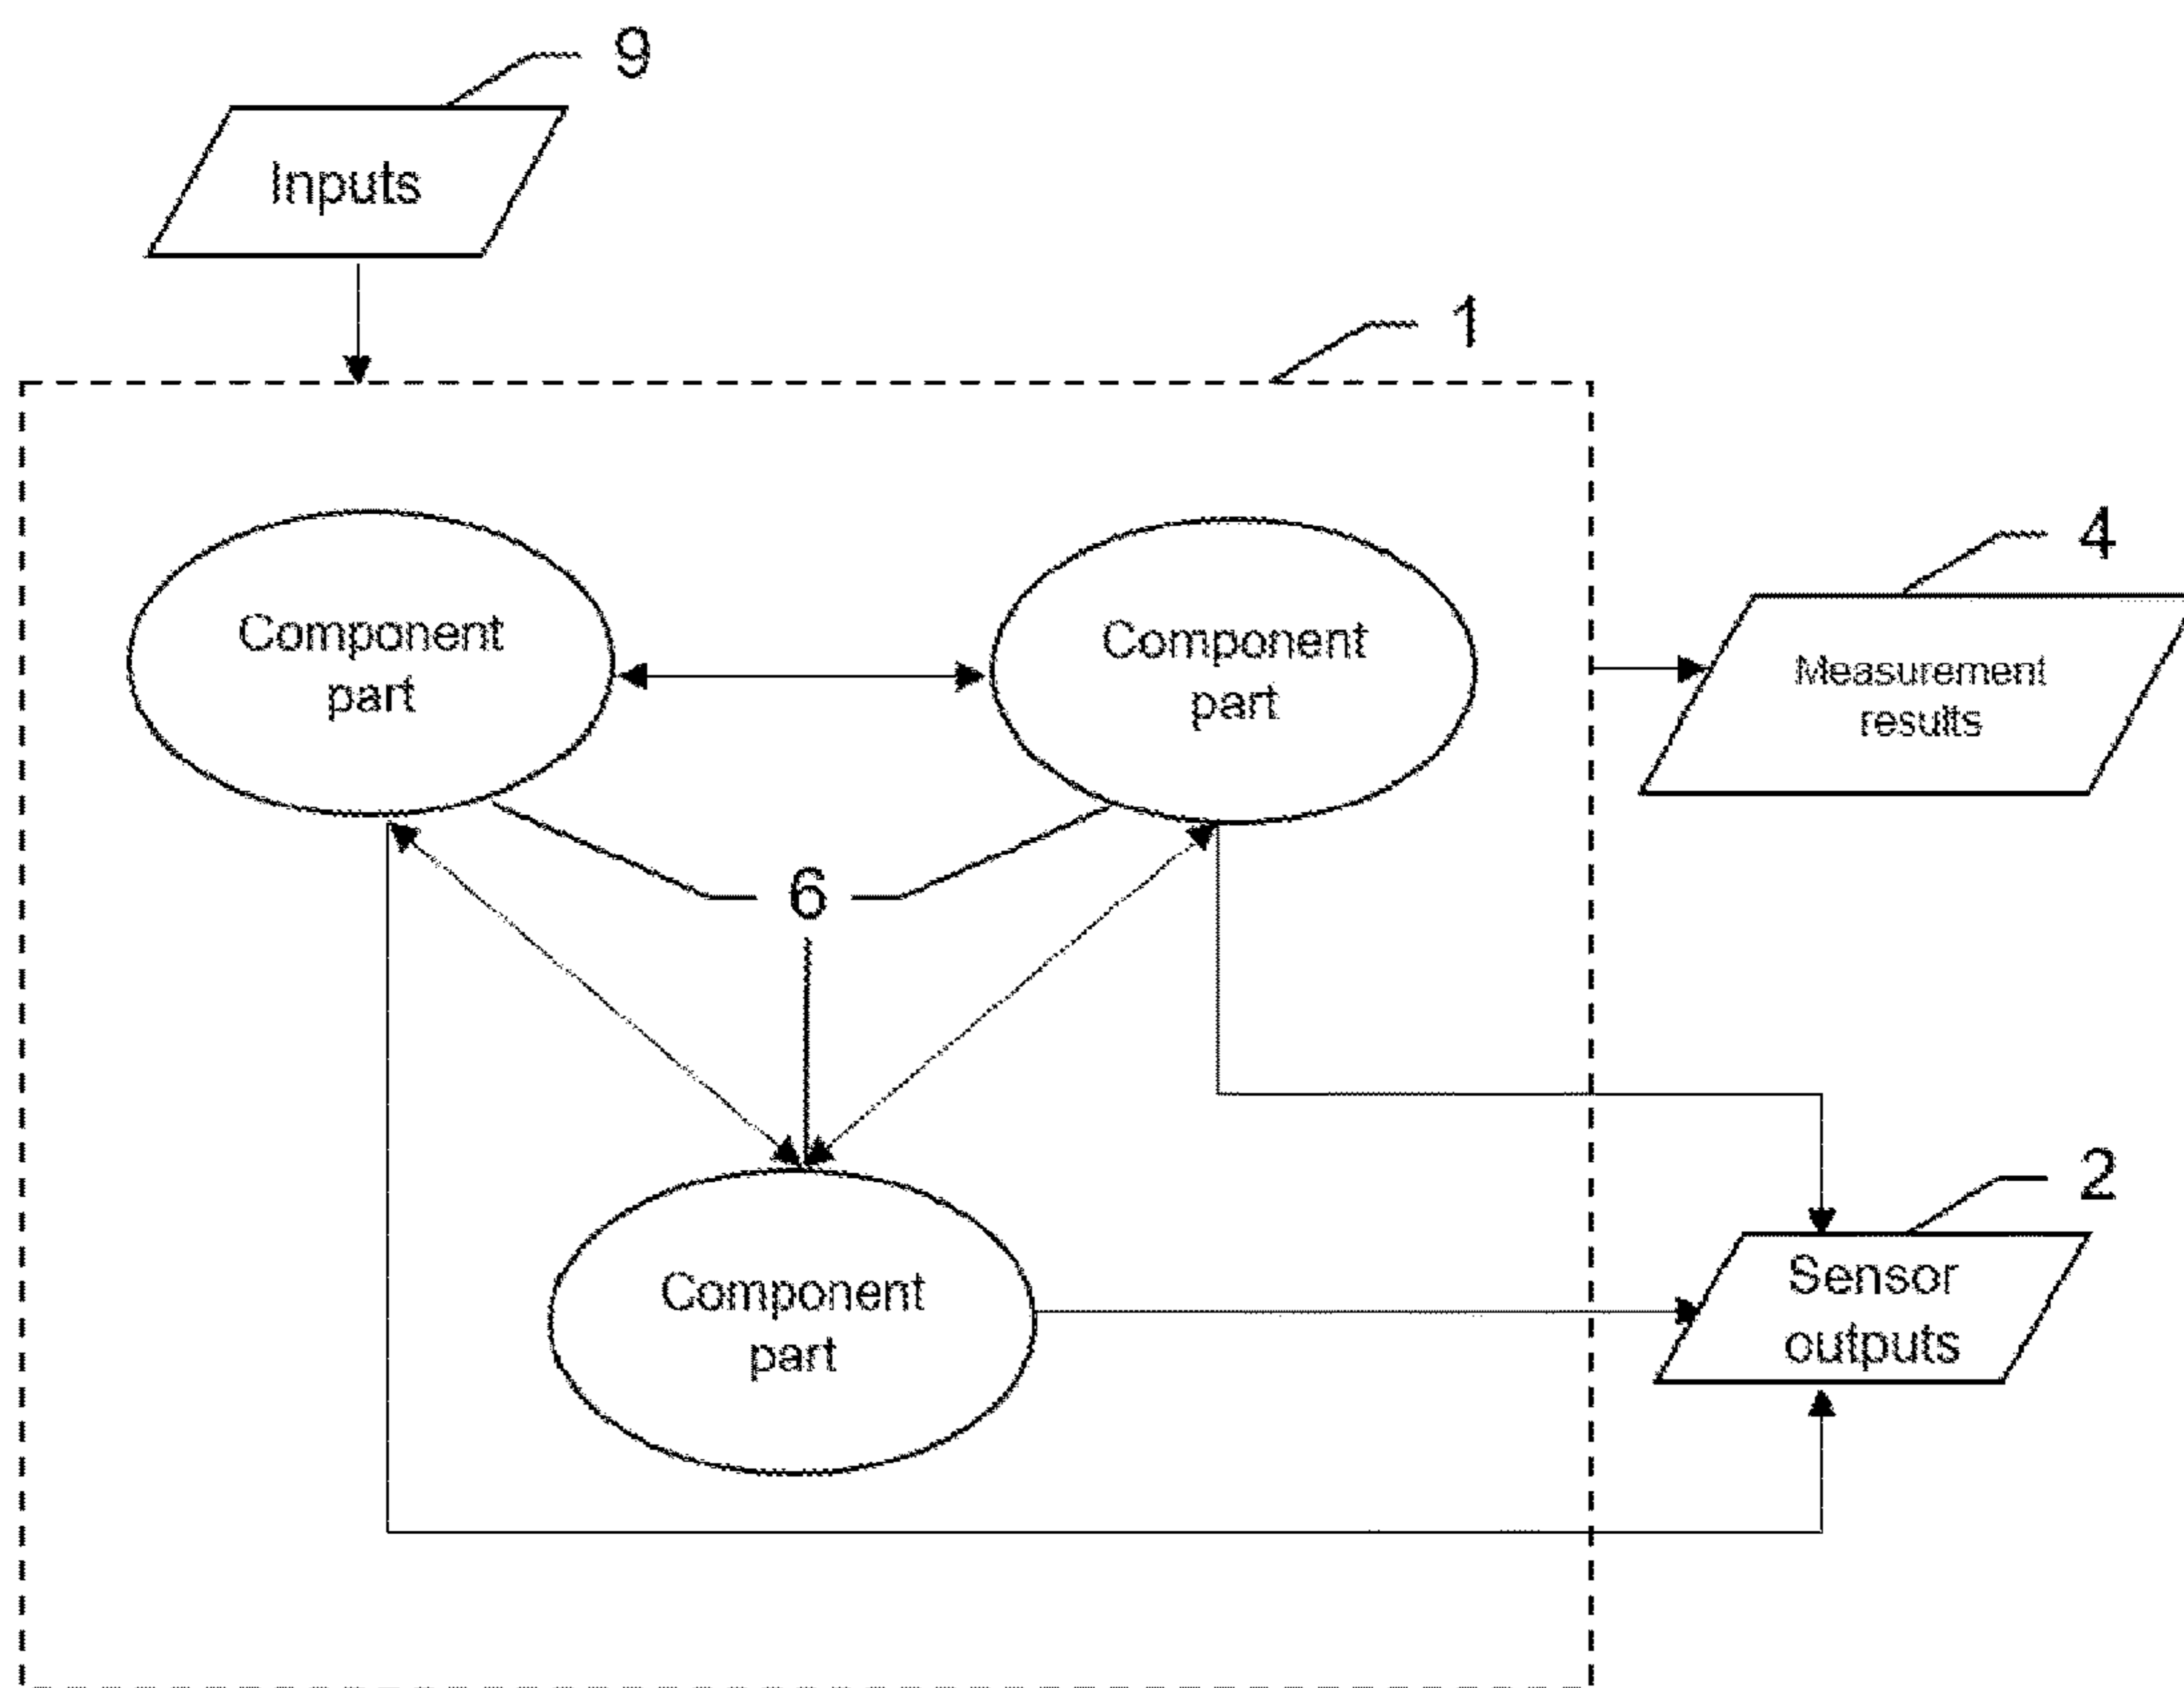 9
Inputs
1
Component
part
Component
part
4
Measurement
results
6
2
Component
part
Sensor
outputs